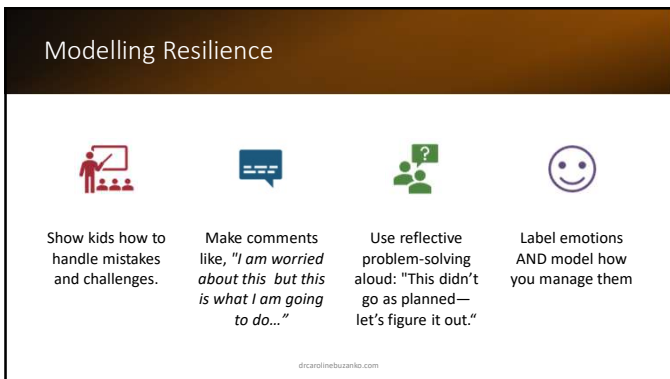 Modelling Resilience
?
Show kids how to
handle mistakes
and challenges.
Make comments
like, "I am worried
about this  but this
is what I am going
to do…”
Use reflective
problem-solving
aloud: "This didn’t
go as planned—
let’s figure it out.“
Label emotions
AND model how
you manage them
drcarolinebuzanko.com